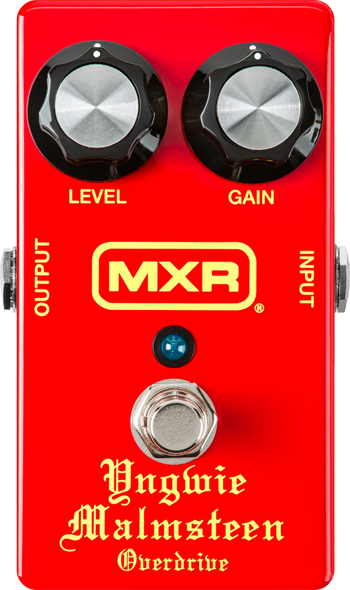 LEVEL GAIN
OUTPUT
INPUT
MXR®
Yngwie
Malmsteen
Overdrive